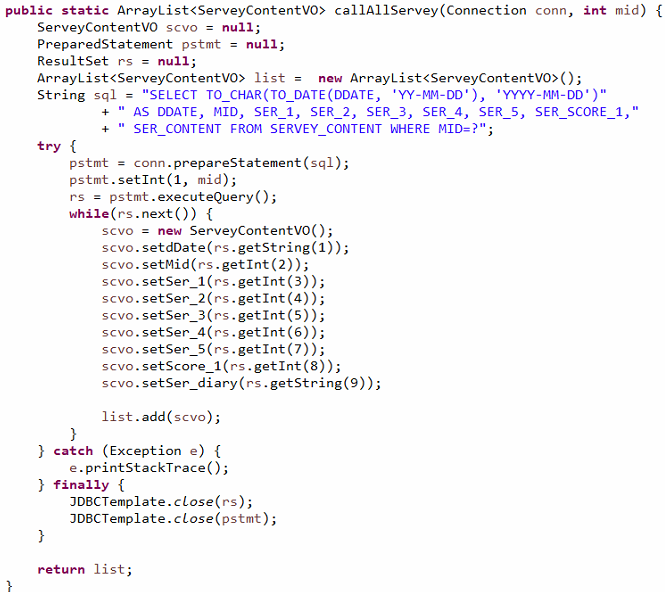 public static ArrayList<ServeyContentVO> callAllServey(Connection conn, int mid) {
    ServeyContentVO scvo = null;
    PreparedStatement pstmt = null;
    ResultSet rs = null;
    ArrayList<ServeyContentVO> list =  new ArrayList<ServeyContentVO>();
    String sql = "SELECT TO_CHAR(TO_DATE(DDATE, 'YY-MM-DD'), 'YYYY-MM-DD')"
            + " AS DDATE, MID, SER_1, SER_2, SER_3, SER_4, SER_5, SER_SCORE_1,"
            + " SER_CONTENT FROM SERVEY_CONTENT WHERE MID=?";
    try {
        pstmt = conn.prepareStatement(sql);
        pstmt.setInt(1, mid);
        rs = pstmt.executeQuery();
        while(rs.next()) {
            scvo = new ServeyContentVO();
            scvo.setdDate(rs.getString(1));
            scvo.setMid(rs.getInt(2));
            scvo.setSer_1(rs.getInt(3));
            scvo.setSer_2(rs.getInt(4));
            scvo.setSer_3(rs.getInt(5));
            scvo.setSer_4(rs.getInt(6));
            scvo.setSer_5(rs.getInt(7));
            scvo.setScore_1(rs.getInt(8));
            scvo.setSer_diary(rs.getString(9));

            list.add(scvo);
        }
    } catch (Exception e) {
        e.printStackTrace();
    } finally {
        JDBCTemplate.close(rs);
        JDBCTemplate.close(pstmt);
    }

    return list;
}